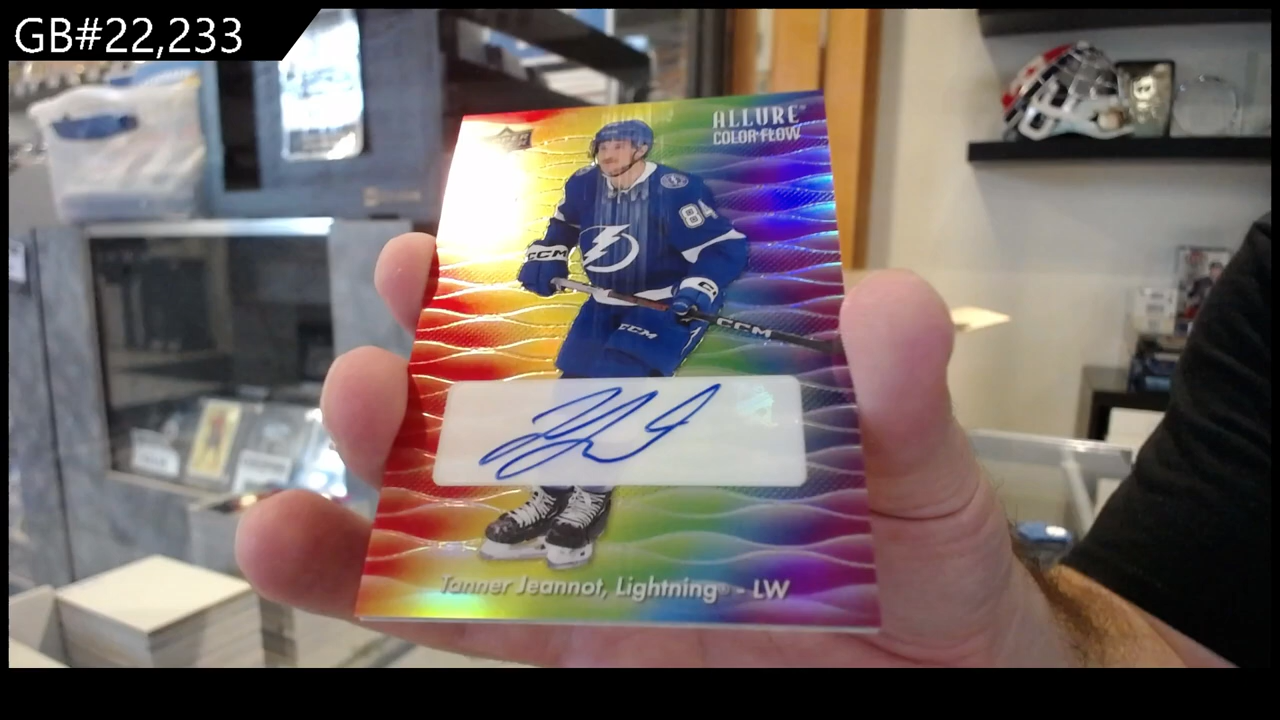 GB#22,233
ALLURE
COLOR FLOW
84
CCM
CCM
CCM
Tanner Jeannot, Lightning® - LW